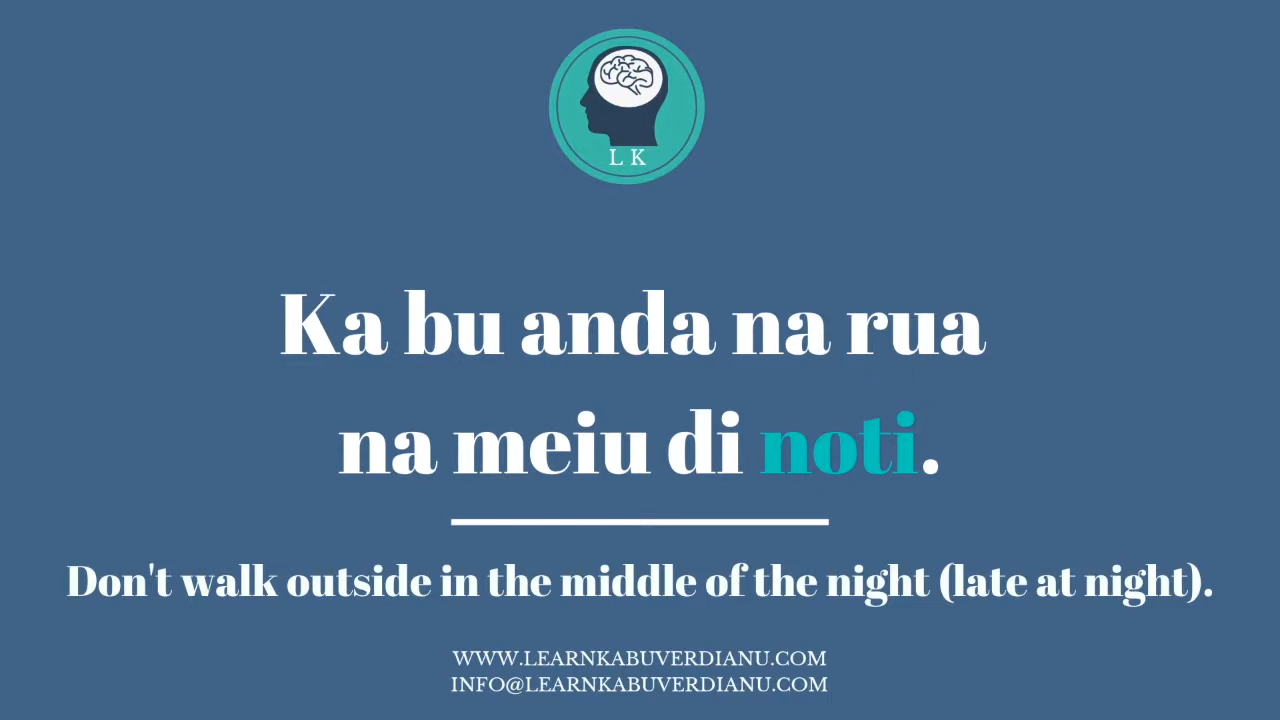 L K
Ka bu anda na rua
na meiu di noti.
Don't walk outside in the middle of the night (late at night).
WWW.LEARNKABUVERDIANU.COM
INFO@LEARNKABUVERDIANU.COM